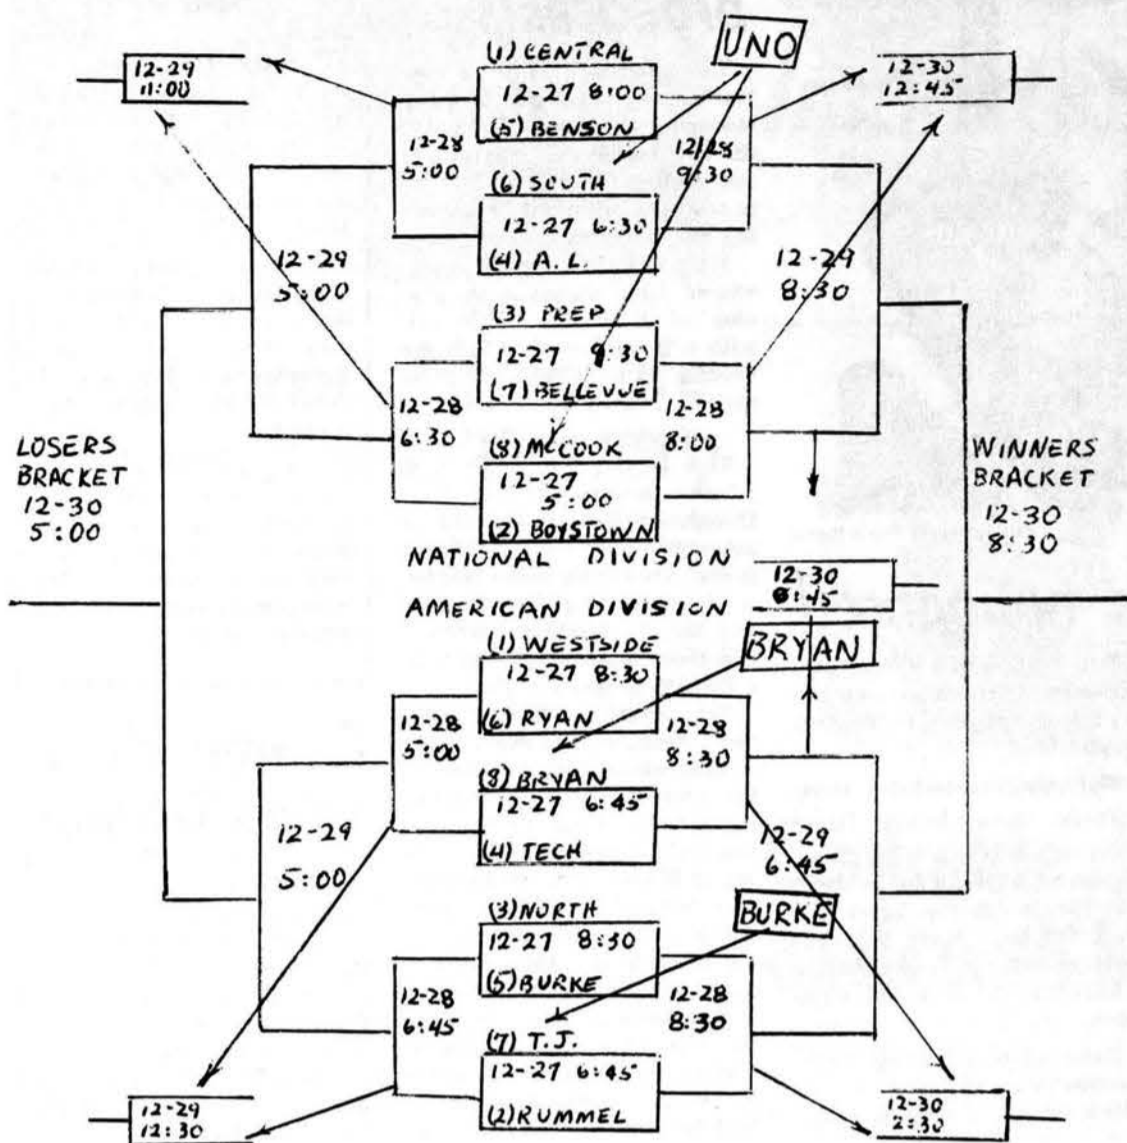 UNO
12-29
11:00
(1) CENTRAL
12-27 8:00
(5) BENSON
12-30
12:45
12-28
5:00
12/28
9:30
(6) SOUTH
12-27 6:30
(4) A.L.
12-29
5:00
12-29
8:30
(3) PREP
12-27 9:30
(7) BELLEVUE
12-28
6:30
12-28
8:00
(8) McCOOK
12-27
5:00
(2) BOYSTOWN
LOSERS
BRACKET
12-30
5:00
WINNERS
BRACKET
12-30
8:30
NATIONAL DIVISION
12-30
6:45
AMERICAN DIVISION
BRYAN
(1) WESTSIDE
12-27 8:30
(6) RYAN
12-28
5:00
12-28
8:30
(8) BRYAN
12-27 6:45
(4) TECH
12-29
5:00
12-29
6:45
BURKE
(3) NORTH
12-27 8:30
(5) BURKE
12-28
6:45
12-28
8:30
(7) T.J.
12-27 6:45
(2) RUMMEL
12-29
12:30
12-30
2:30